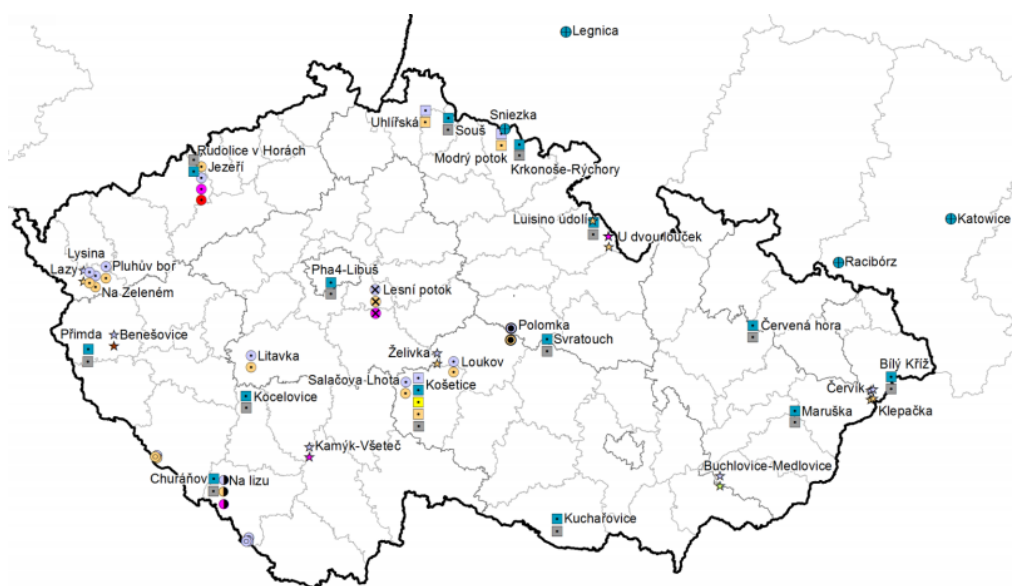 Legnica
Uhlířská
Souš
Sniezka
Modrý potok
Krkonoše-Rýchory
Rudolice v Horách
Jezeří
Luisino údolí
U dvourlouček
Katowice
Racibórz
Lysina
Lazy
Pluhův bor
Na Zeleném
Pha4-Libuš
Lesní potok
Přimda
Benešovice
Polomka
Svratouch
Červená hora
Litavka
Želivka
Loukov
Salačova Lhota
Košetice
Bílý Kříž
Červík
Klepačka
Kocelovice
Maruška
Kamýk-Všeteč
Buchlovice-Medlovice
Churáňov
Na lizu
Kuchařovice